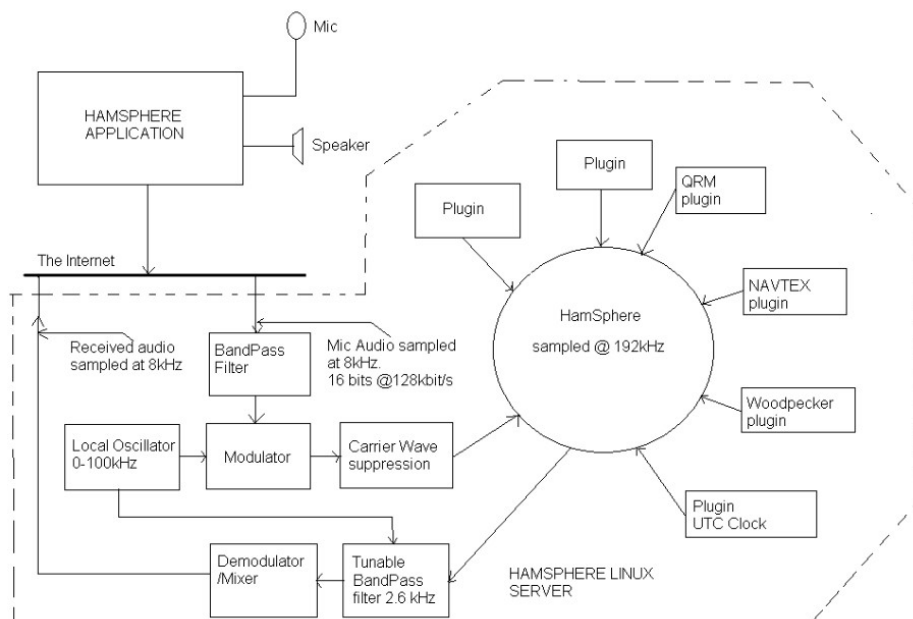 Mic
HAMSPHERE
APPLICATION
Speaker
Plugin
QRM
plugin
Plugin
The Internet
NAVTEX
plugin
HamSphere
sampled @ 192kHz
Received audio
sampled at 8kHz
BandPass
Filter
Mic Audio sampled
at 8kHz.
16 bits @128kbit/s
Woodpecker
plugin
Local Oscillator
0-100kHz
Modulator
Carrier Wave
suppression
Plugin
UTC Clock
Demodulator
/Mixer
Tunable
BandPass
filter 2.6 kHz
HAMSPHERE LINUX
SERVER